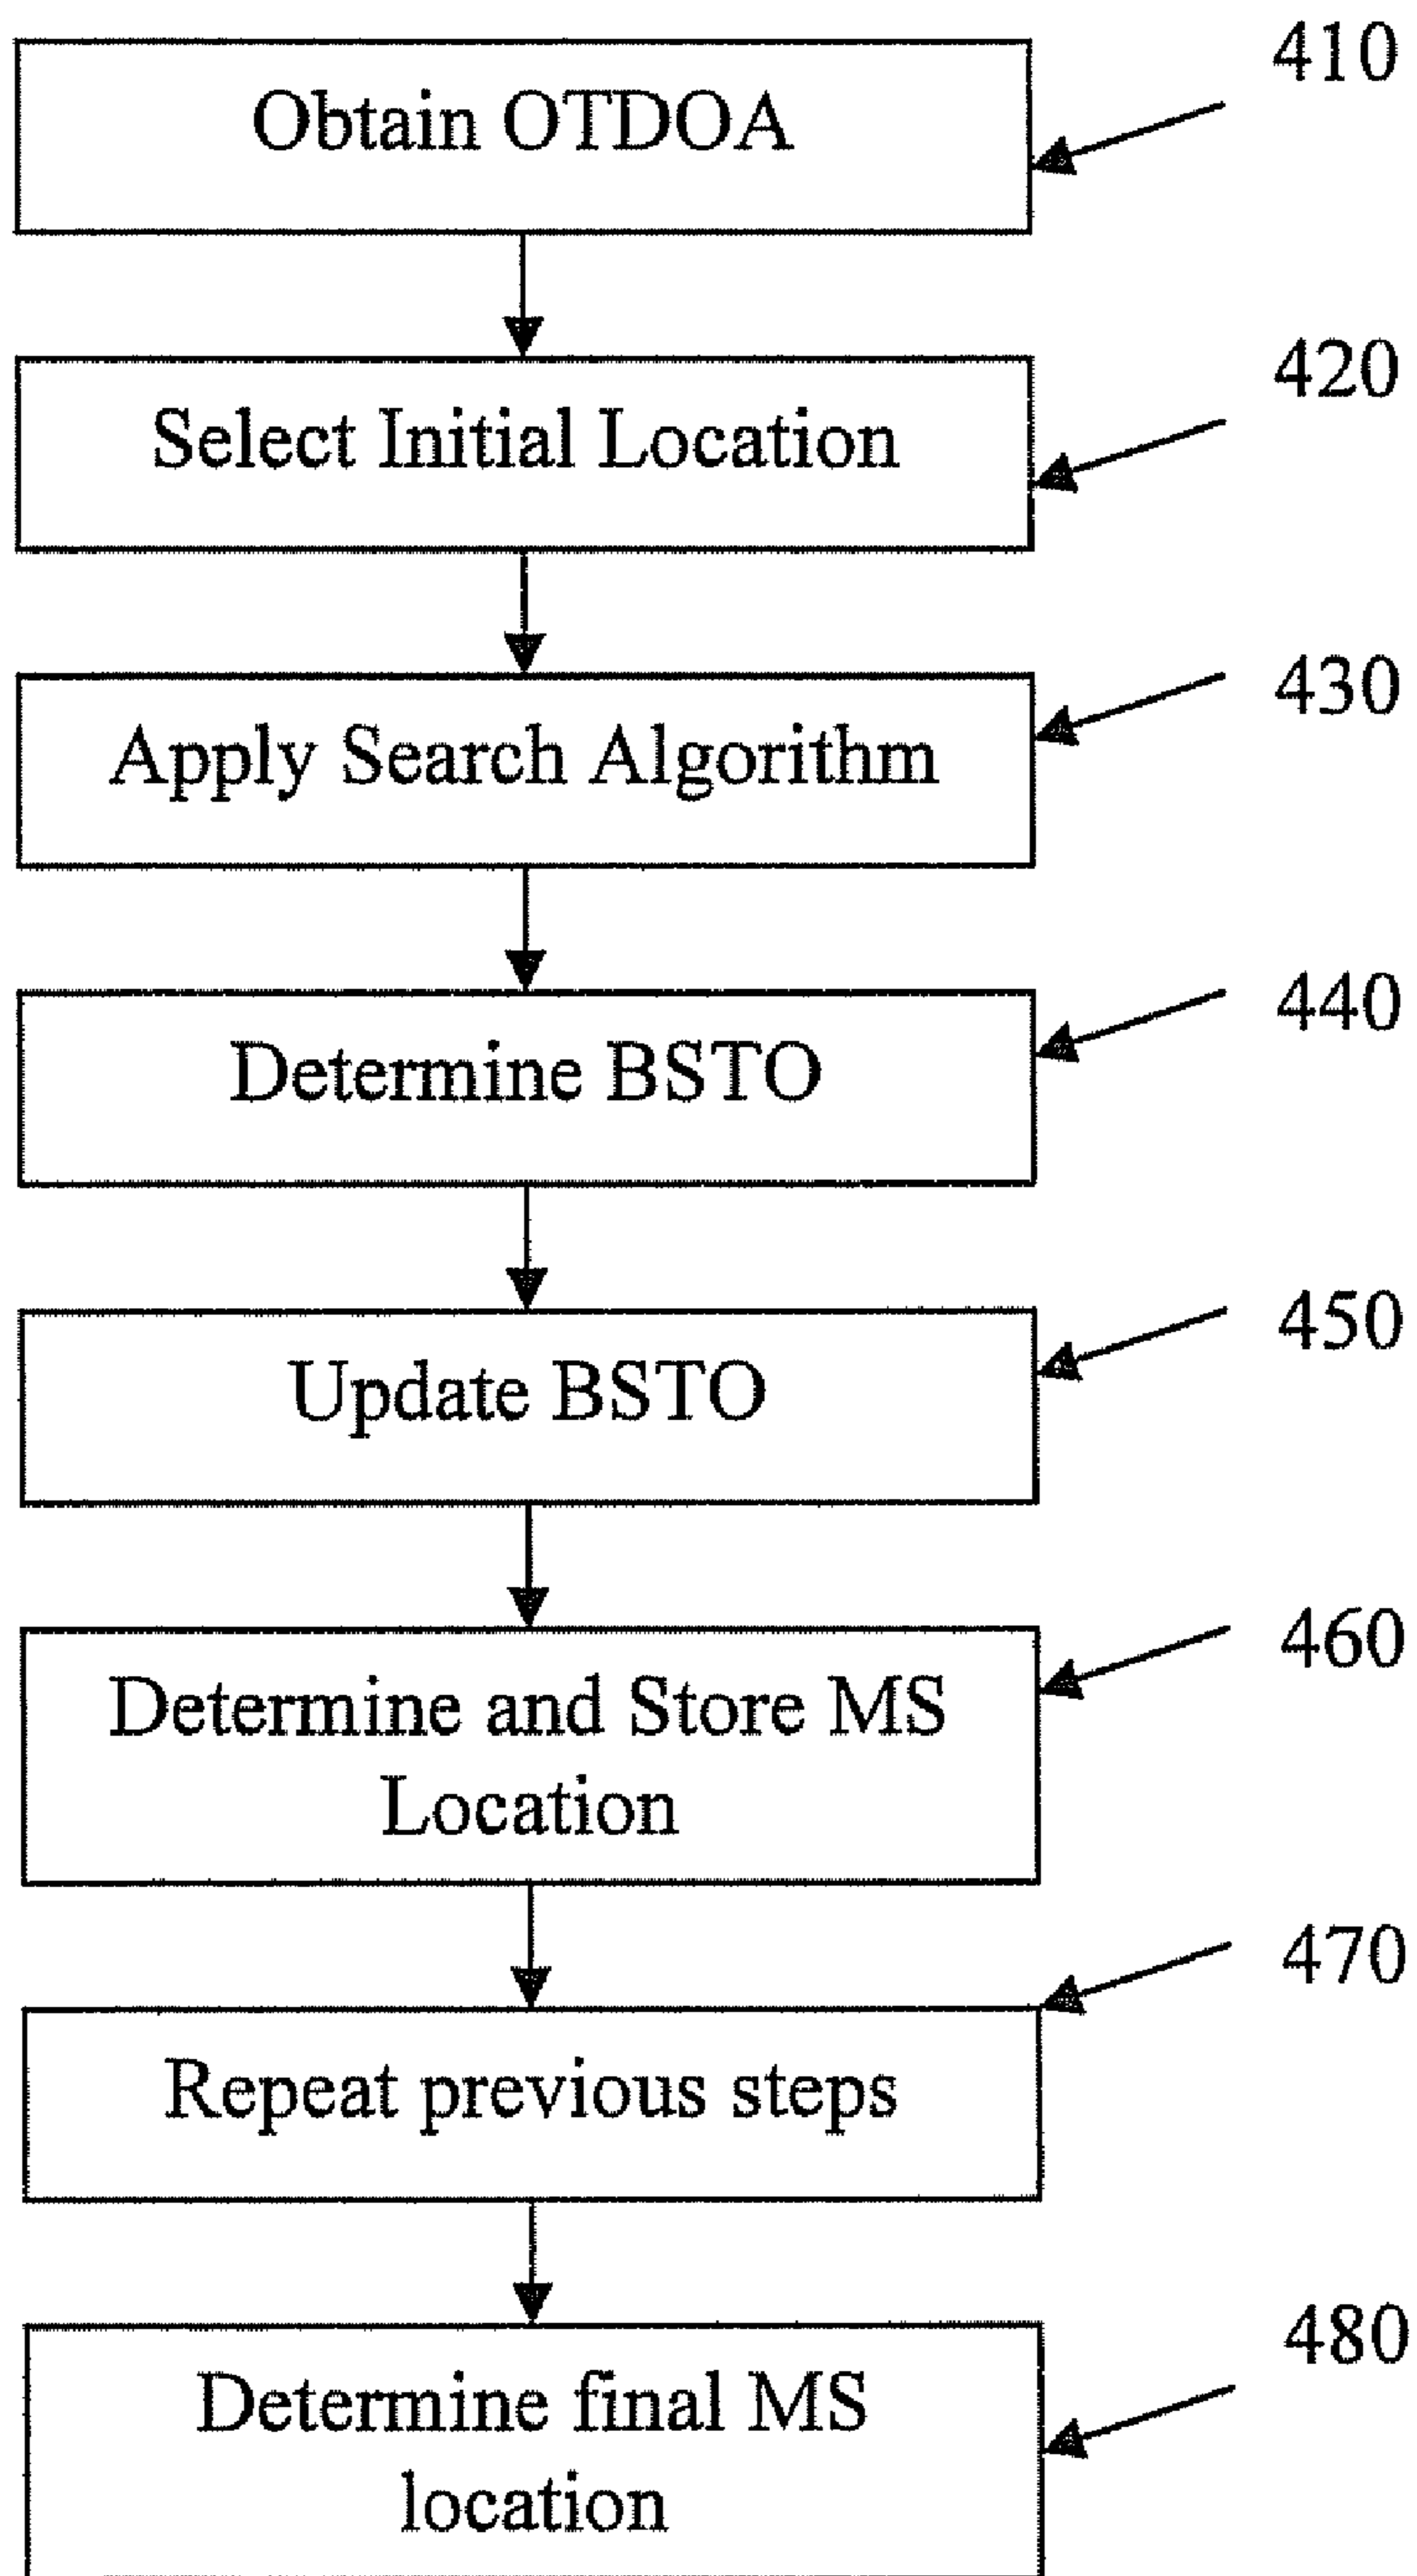 410
Obtain OTDOA
420
Select Initial Location
430
Apply Search Algorithm
440
Determine BSTO
450
Update BSTO
460
Determine and Store MS
Location
470
Repeat previous steps
480
Determine final MS
location